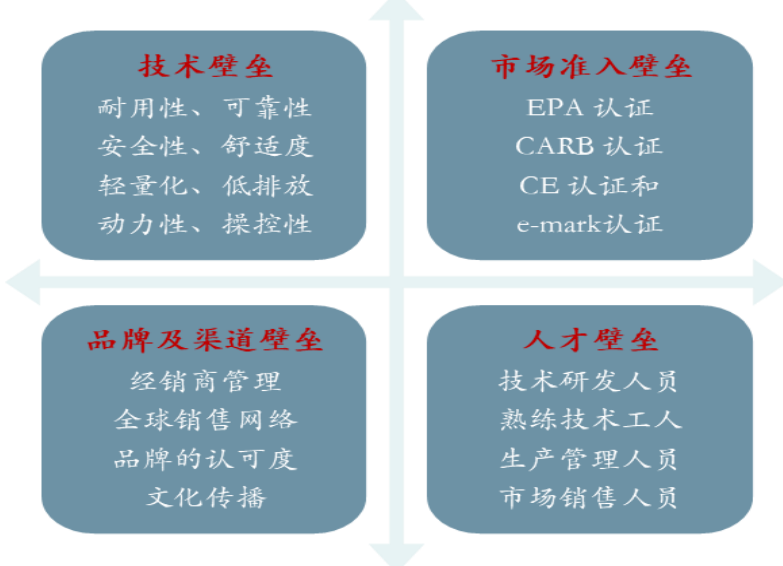 技术壁垒
耐用性、可靠性
安全性、舒适度
轻量化、低排放
动力性、操控性
市场准入壁垒
EPA 认证
CARB 认证
CE 认证和
e-mark认证
品牌及渠道壁垒
经销商管理
全球销售网络
品牌的认可度
文化传播
人才壁垒
技术研发人员
熟练技术工人
生产管理人员
市场销售人员